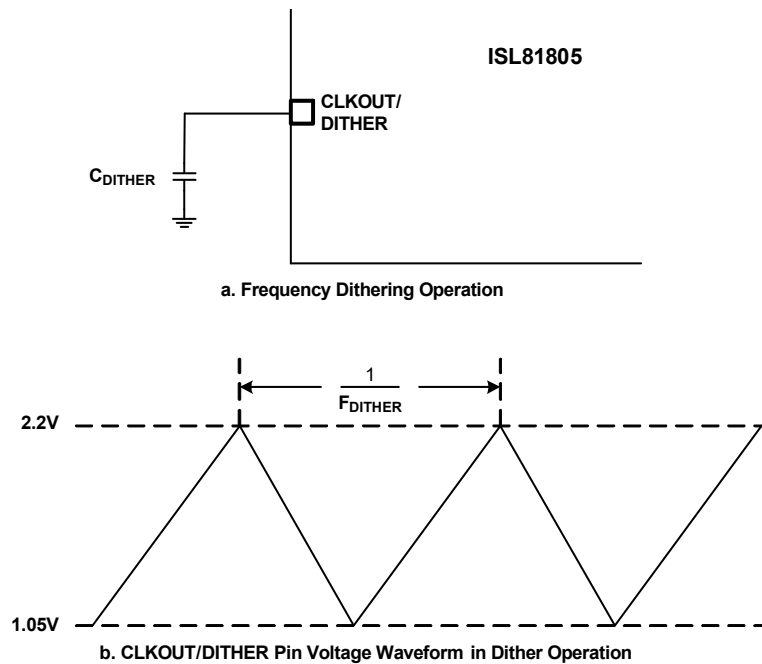 ISL81805
CLKOUT/
DITHER
CDITHER
a. Frequency Dithering Operation
1
FDITHER
2.2V
1.05V
b. CLKOUT/DITHER Pin Voltage Waveform in Dither Operation